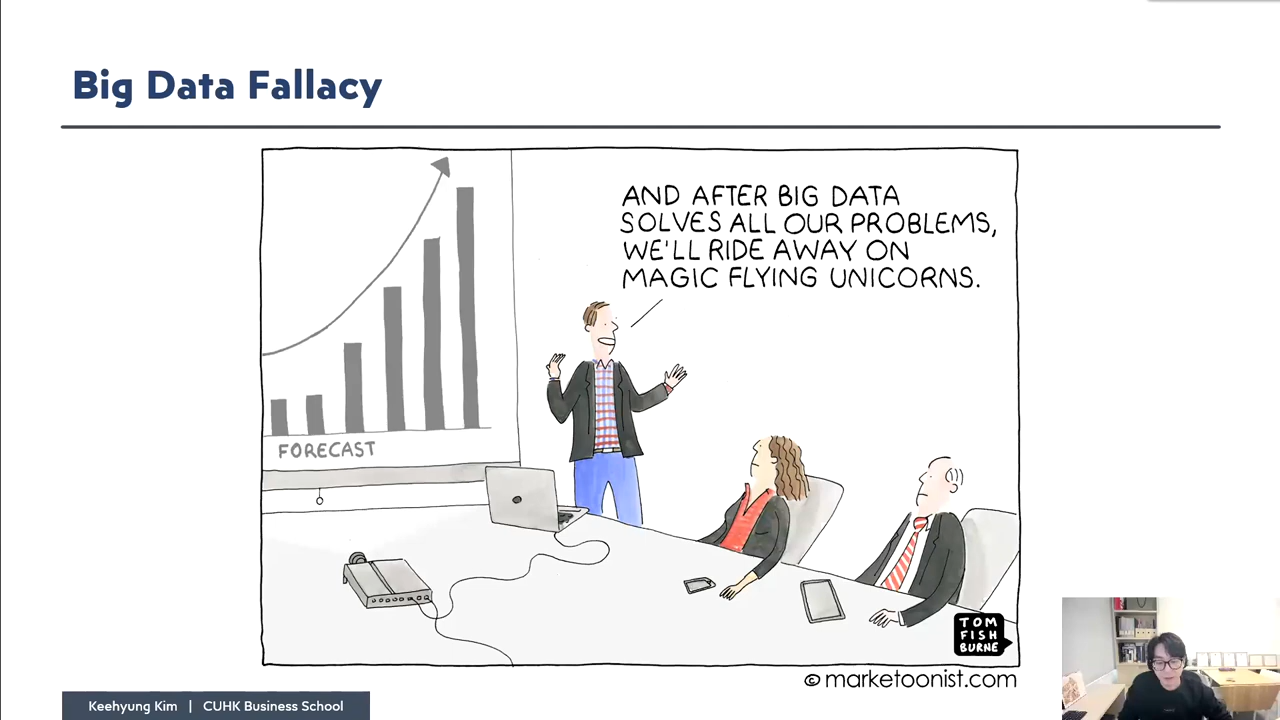 Big Data Fallacy
AND AFTER BIG DATA
SOLVES ALL OUR PROBLEMS,
WE'LL RIDE AWAY ON
MAGIC FLYING UNICORNS.
FORECAST
TOM
FISH
BURNE
© marketoonist.com
Keehyung Kim | CUHK Business School